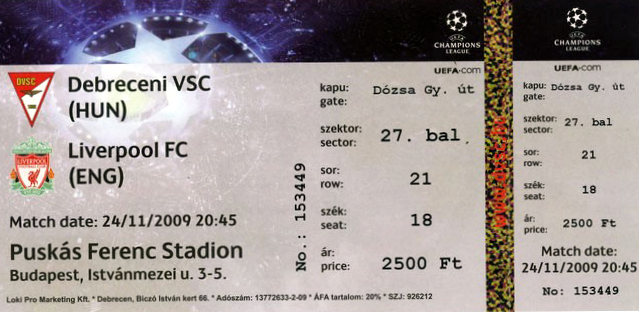 CHAMPIONS
LEAGUE
UEFA.com
DVSC
Debreceni VSC
(HUN)
LIVERPOOL
Liverpool FC
(ENG)
Match date: 24/11/2009 20:45
Puskás Ferenc Stadion
Budapest, Istvánmezei u. 3-5.
Loki Pro Marketing Kft. * Debrecen, Biczó István kert 66. * Adószám: 13772633-2-09 * ÁFA tartalom: 20% * SZJ: 926212
No.: 153449
kapu: Dózsa Gy. út
gate:
szektor: 27. bal
sector:
sor: 21
row:
szék: 18
seat:
ár: 2500 Ft
price:
CHAMPIONS
LEAGUE
UEFA.com
kapu: Dózsa Gy. út
gate:
szektor: 27. bal
sector:
sor: 21
row:
szék: 18
seat:
ár: 2500 Ft
price:
Match date:
24/11/2009 20:45
No: 153449